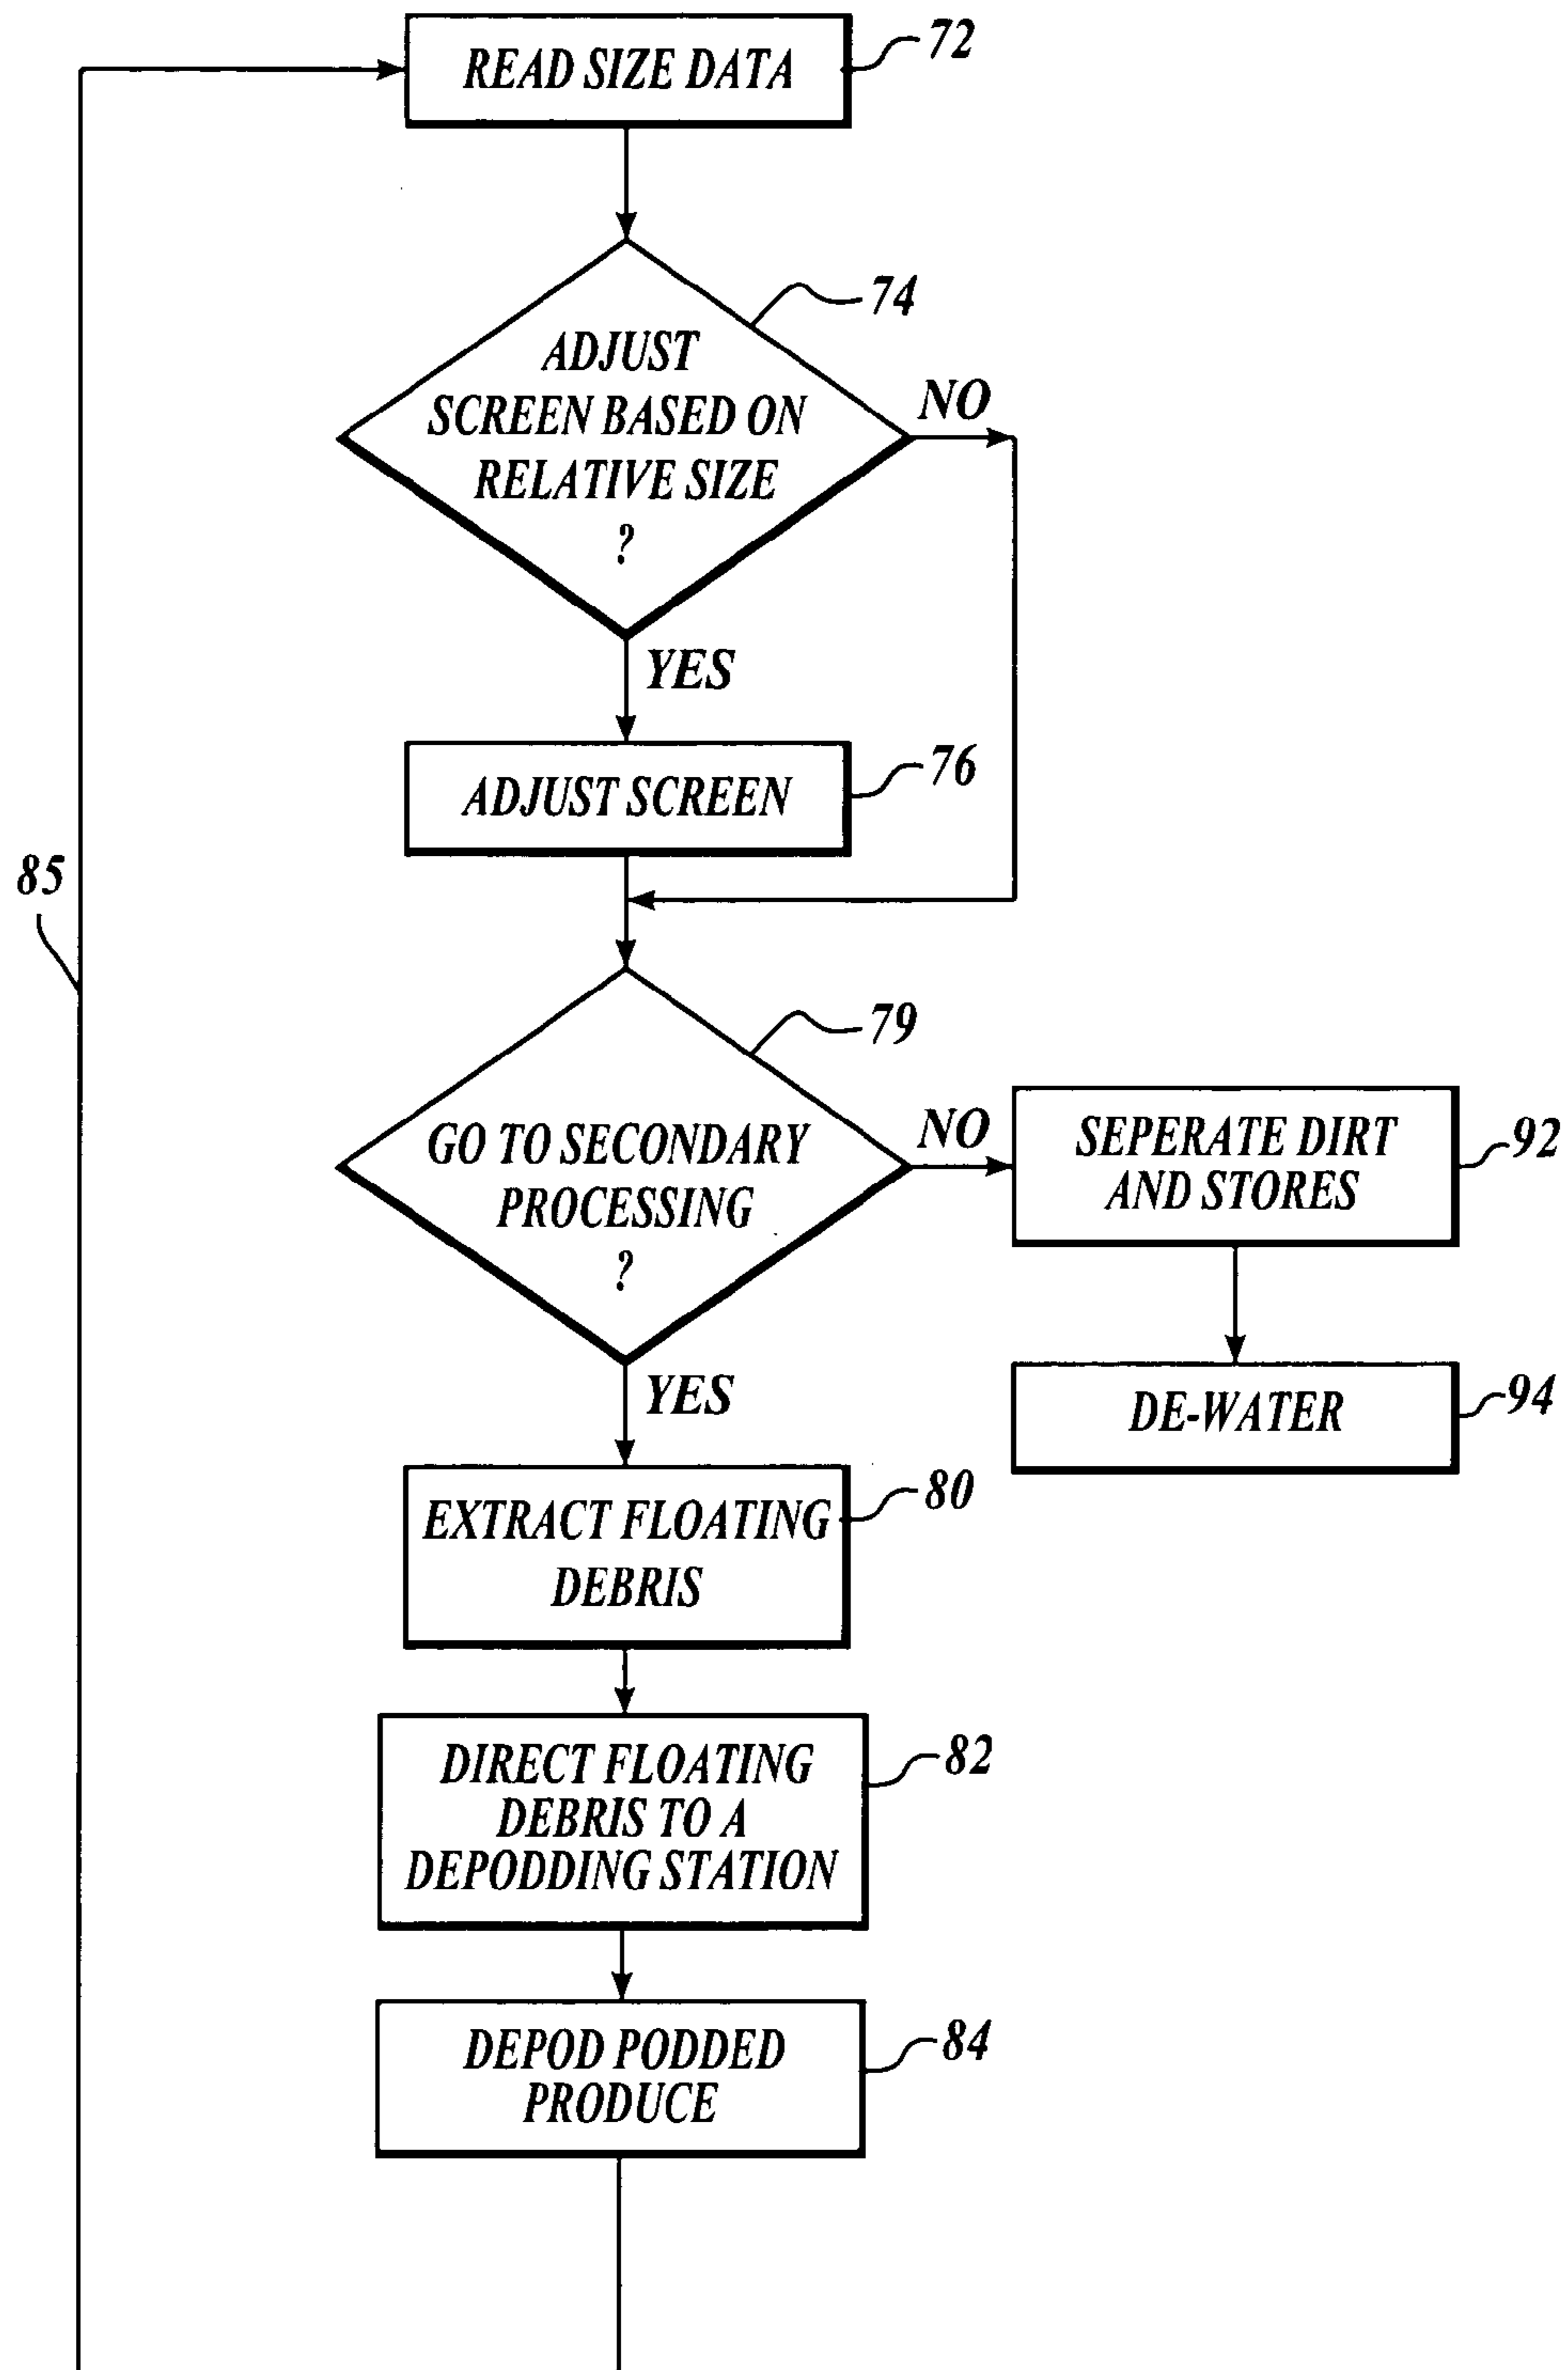 READ SIZE DATA
72
ADJUST
SCREEN BASED ON
RELATIVE SIZE
?
74
NO
YES
ADJUST SCREEN
76
85
GO TO SECONDARY
PROCESSING
?
79
NO
SEPERATE DIRT
AND STORES
92
YES
DE-WATER
94
EXTRACT FLOATING
DEBRIS
80
DIRECT FLOATING
DEBRIS TO A
DEPODDING STATION
82
DEPOD PODDED
PRODUCE
84